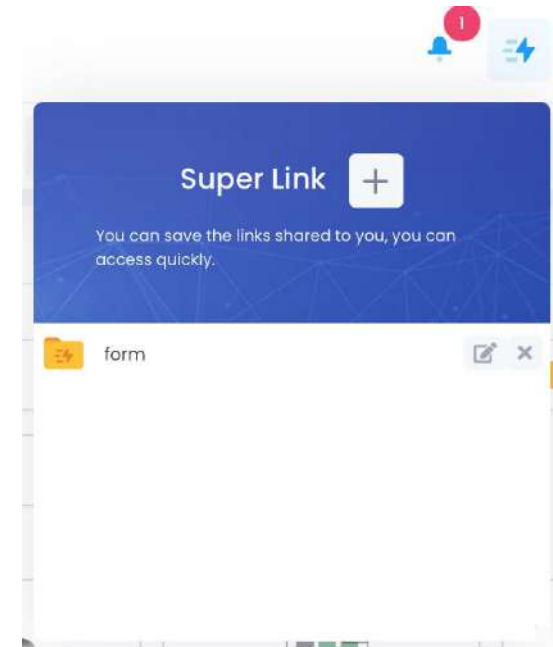 1
Super Link
You can save the links shared to you, you can
access quickly.
form